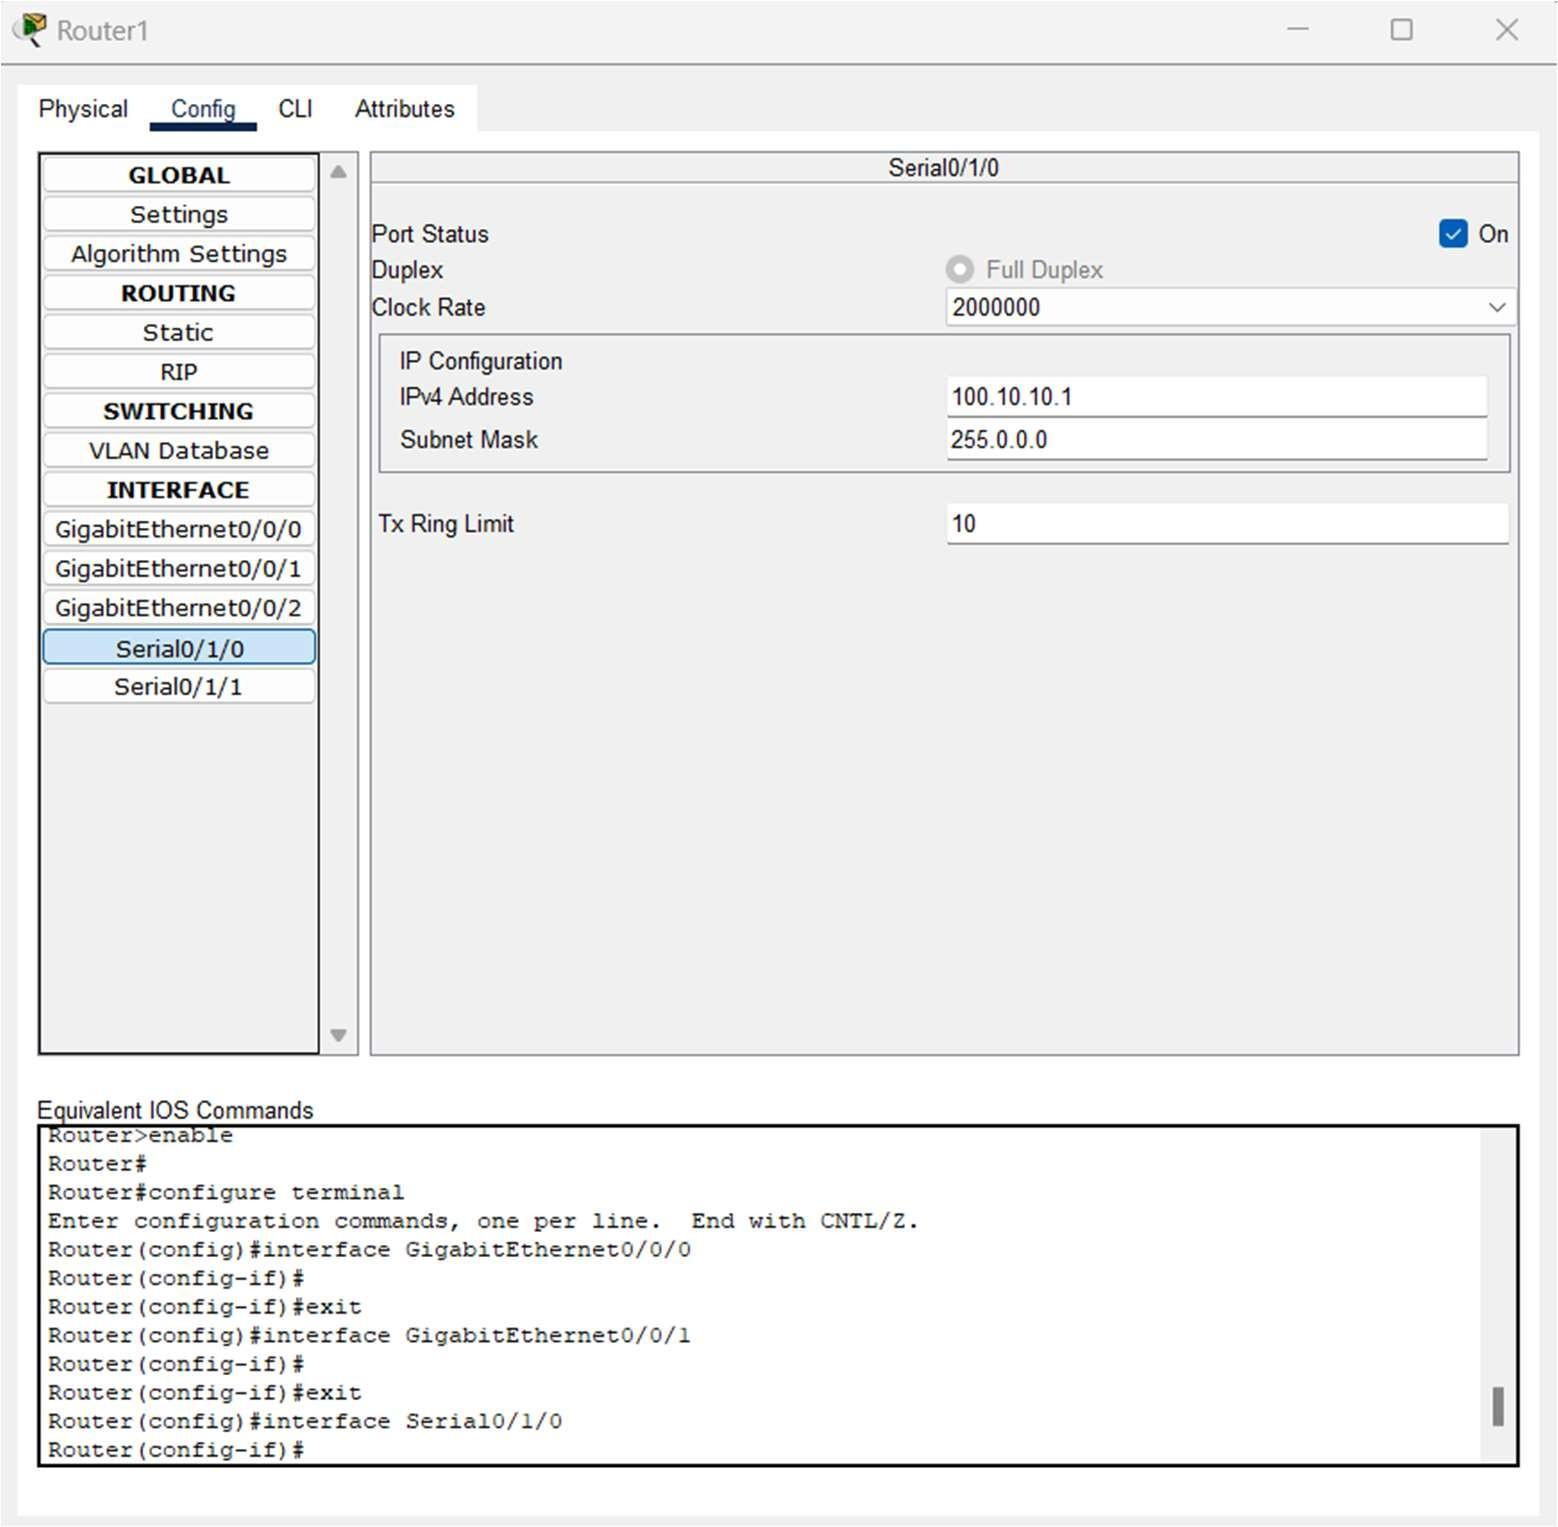 Router1
Physical Config CLI Attributes
GLOBAL
Settings
Algorithm Settings
ROUTING
Static
RIP
SWITCHING
VLAN Database
INTERFACE
GigabitEthernet0/0/0
GigabitEthernet0/0/1
GigabitEthernet0/0/2
Serial0/1/0
Serial0/1/1
Serial0/1/0
Port Status On
Duplex Full Duplex
Clock Rate 2000000
IP Configuration
IPv4 Address 100.10.10.1
Subnet Mask 255.0.0.0
Tx Ring Limit 10
Equivalent IOS Commands
Router>enable
Router#
Router#configure terminal
Enter configuration commands, one per line.  End with CNTL/Z.
Router(config)#interface GigabitEthernet0/0/0
Router(config-if)#
Router(config-if)#exit
Router(config)#interface GigabitEthernet0/0/1
Router(config-if)#
Router(config-if)#exit
Router(config)#interface Serial0/1/0
Router(config-if)#